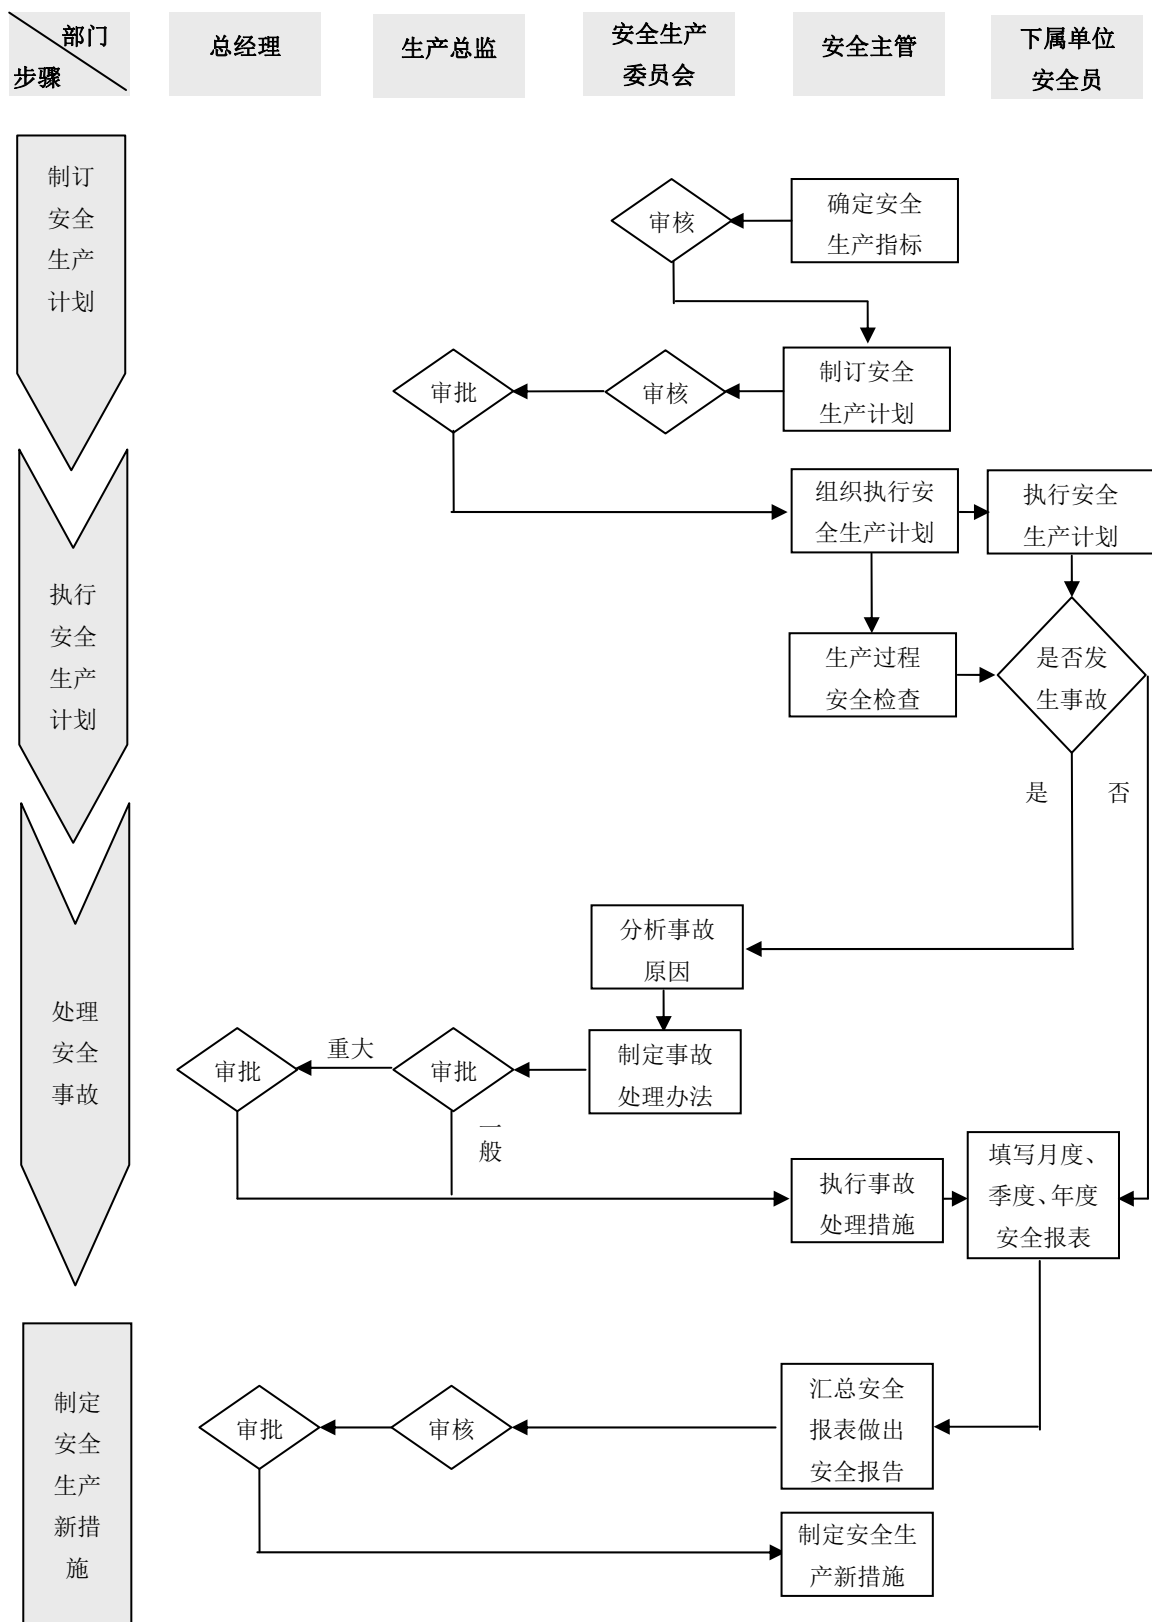 部门
步骤
总经理
生产总监
安全生产
委员会
安全主管
下属单位
安全员
制订
安全
生产
计划
审核
确定安全
生产指标
审批
审核
制订安全
生产计划
执行
安全
生产
计划
组织执行安
全生产计划
执行安全
生产计划
生产过程
安全检查
是否发
生事故
是
否
处理
安全
事故
分析事故
原因
审批
重大
审批
一
般
制定事故
处理办法
执行事故
处理措施
填写月度、
季度、年度
安全报表
制定
安全
生产
新措
施
审批
审核
汇总安全
报表做出
安全报告
制定安全生
产新措施